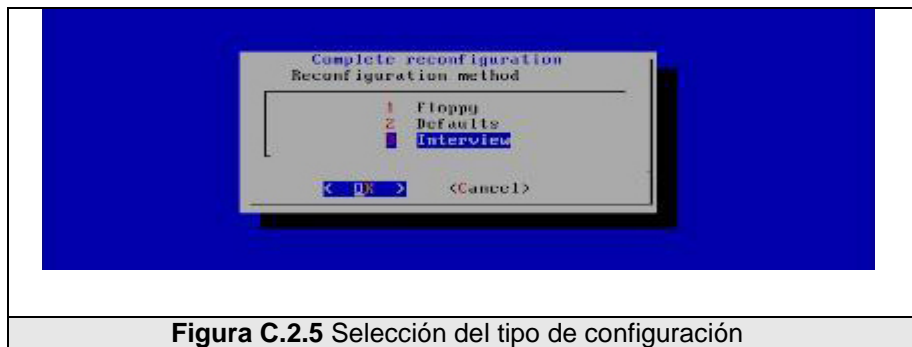 Complete reconfiguration
Reconfiguration method
1 Floppy
2 Defaults
3 Interview
< OK > <Cancel>
Figura C.2.5 Selección del tipo de configuración